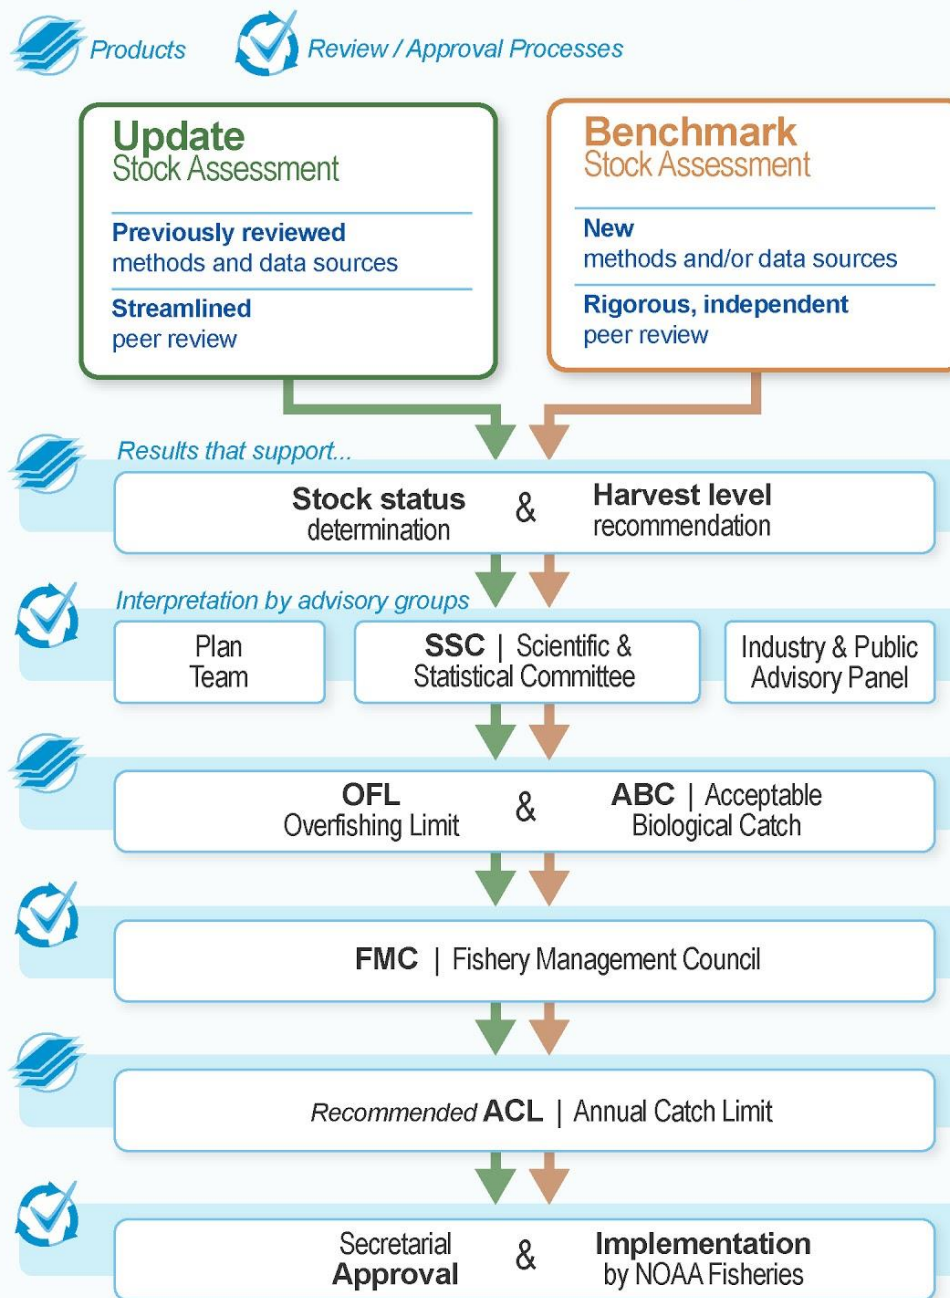 Products
Review / Approval Processes
Update
Stock Assessment
Previously reviewed
methods and data sources
Streamlined
peer review
Benchmark
Stock Assessment
New
methods and/or data sources
Rigorous, independent
peer review
Results that support...
Stock status
determination
&
Harvest level
recommendation
Interpretation by advisory groups
Plan
Team
SSC | Scientific &
Statistical Committee
Industry & Public
Advisory Panel
OFL
Overfishing Limit
&
ABC | Acceptable
Biological Catch
FMC | Fishery Management Council
Recommended ACL | Annual Catch Limit
Secretarial
Approval
&
Implementation
by NOAA Fisheries